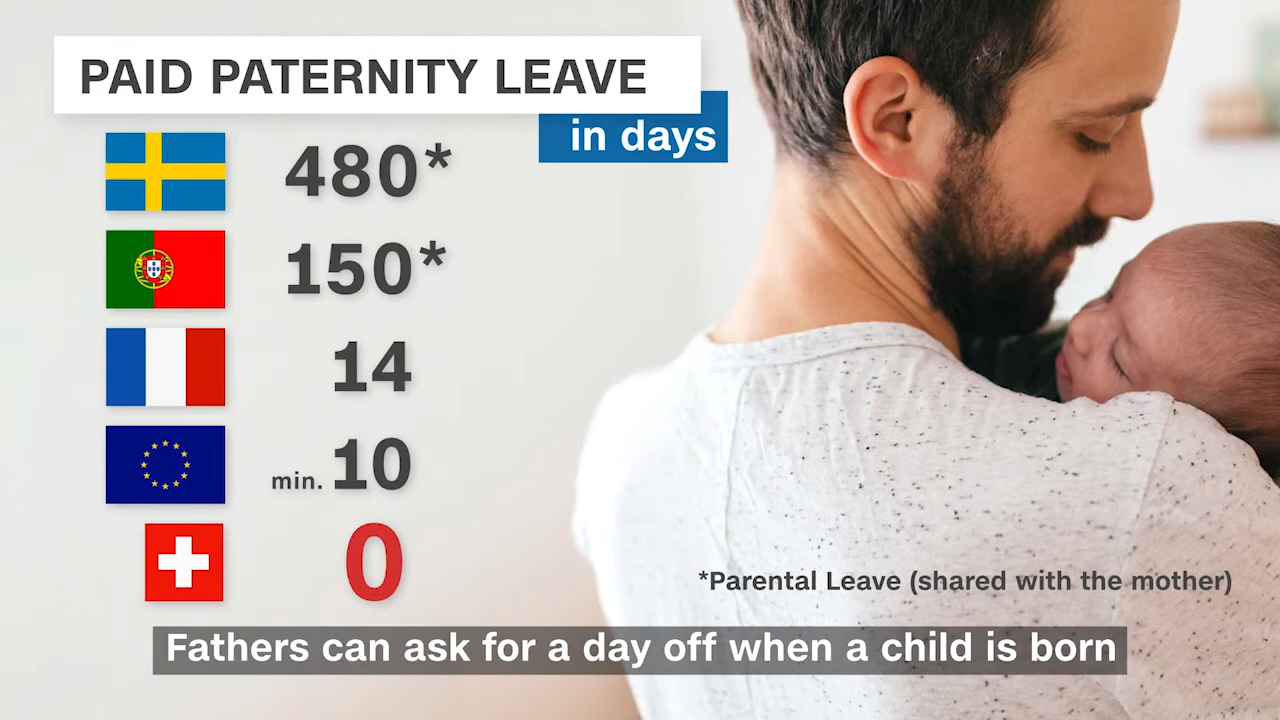 PAID PATERNITY LEAVE
in days
480*
150*
14
min. 10
0
*Parental Leave (shared with the mother)
Fathers can ask for a day off when a child is born